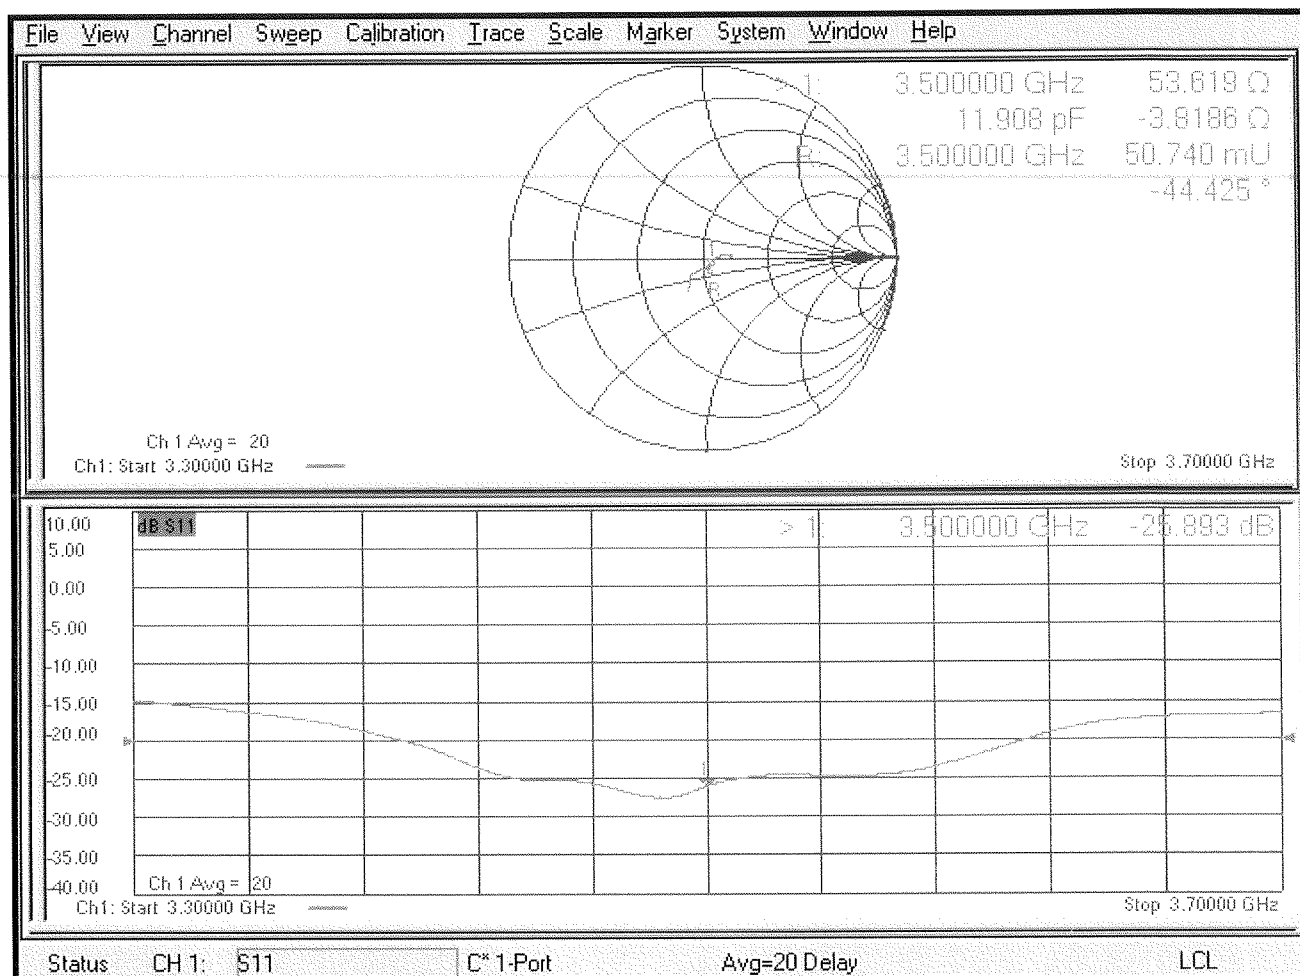 File View Channel Sweep Calibration Trace Scale Marker System Window Help
> 1: 3.500000 GHz 53.619 Ω
11.908 pF -3.8186 Ω
R: 3.500000 GHz 50.740 mU
-44.425 °
Ch 1 Avg = 20
Ch1: Start 3.30000 GHz Stop 3.70000 GHz
10.00 dB S11 > 1: 3.500000 GHz -25.893 dB
5.00
0.00
-5.00
-10.00
-15.00
-20.00
-25.00 1
-30.00
-35.00
-40.00 Ch 1 Avg = 20
Ch1: Start 3.30000 GHz Stop 3.70000 GHz
Status CH 1: S11 C* 1-Port Avg=20 Delay LCL